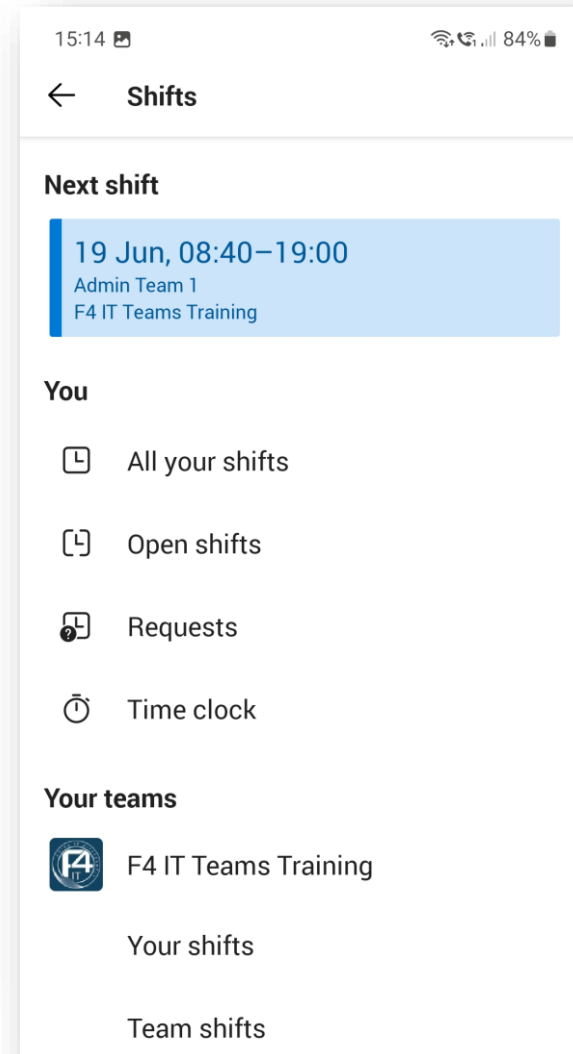 15:14 84%
Shifts
Next shift
19 Jun, 08:40–19:00
Admin Team 1
F4 IT Teams Training
You
All your shifts
Open shifts
Requests
Time clock
Your teams
F4 IT
F4 IT Teams Training
Your shifts
Team shifts